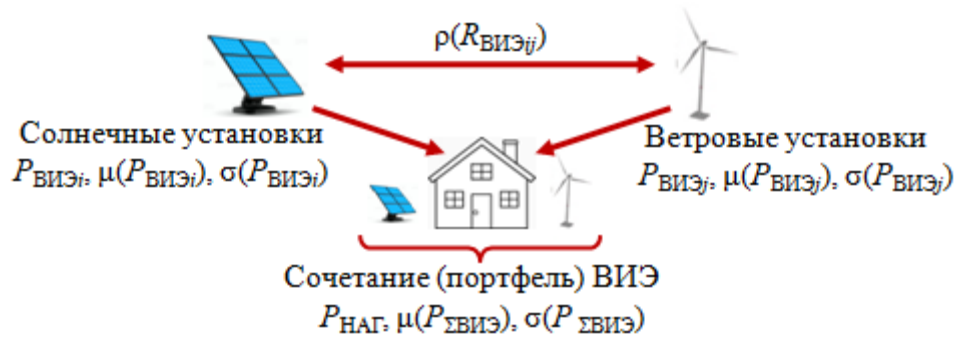 ρ(RВИЭij)
Солнечные установки
PВИЭi, μ(PВИЭi), σ(PВИЭi)
Ветровые установки
PВИЭj, μ(PВИЭj), σ(PВИЭj)
Сочетание (портфель) ВИЭ
PНАГ, μ(PΣВИЭ), σ(P ΣВИЭ)